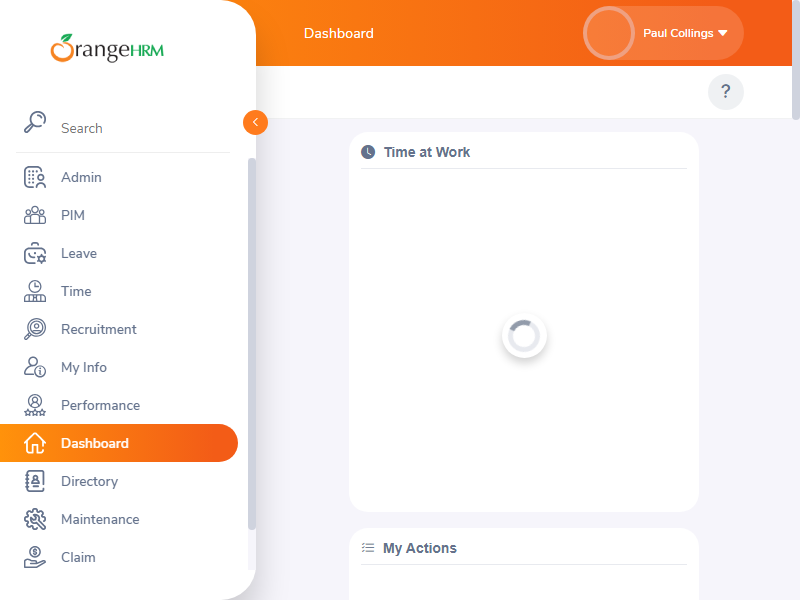 OrangeHRM
Dashboard
Paul Collings
?
Search
Admin
PIM
Leave
Time
Recruitment
My Info
Performance
Dashboard
Directory
Maintenance
Claim
Time at Work
My Actions